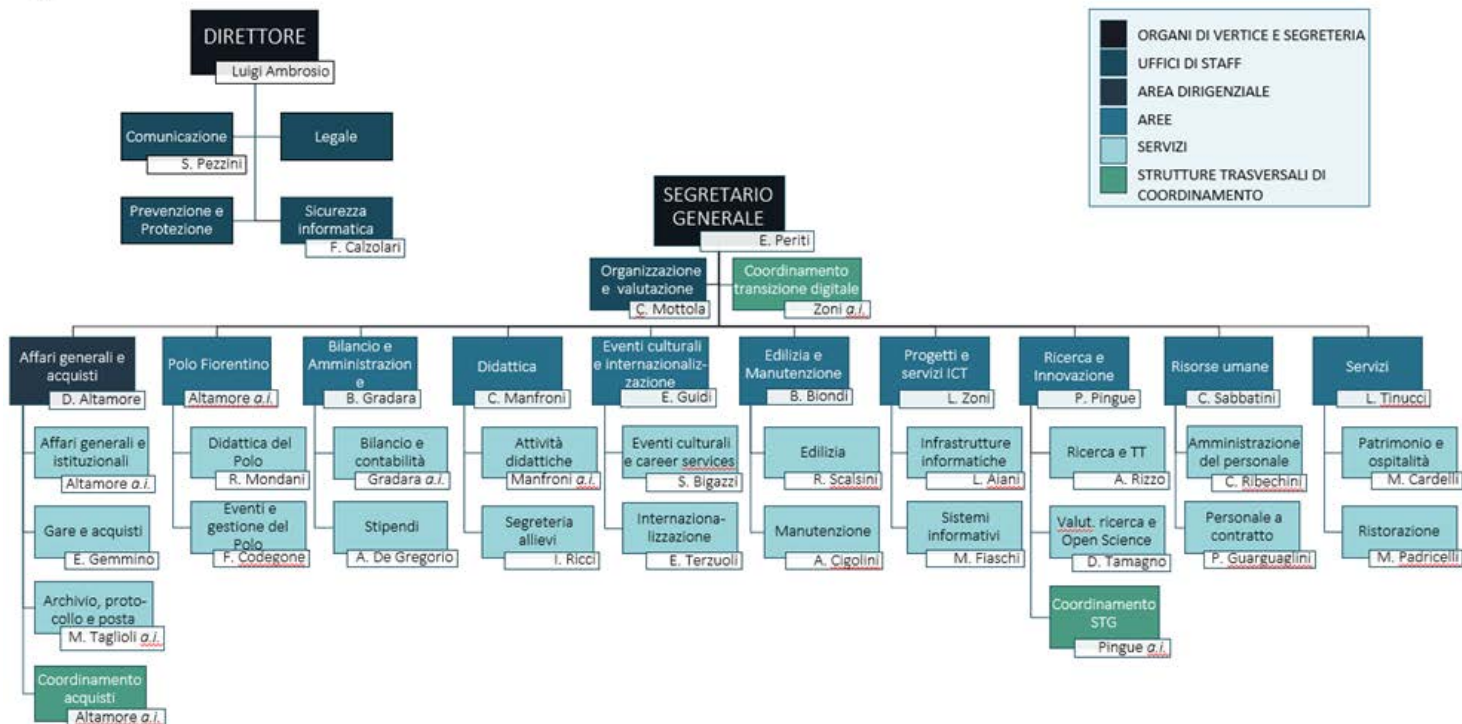 DIRETTORE
Luigi Ambrosio
Comunicazione
S. Pezzini
Legale
Prevenzione e
Protezione
Sicurezza
informatica
F. Calzolari
ORGANI DI VERTICE E SEGRETERIA
UFFICI DI STAFF
AREA DIRIGENZIALE
AREE
SERVIZI
STRUTTURE TRASVERSALI DI
COORDINAMENTO
SEGRETARIO
GENERALE
E. Periti
Organizzazione
e valutazione
C. Mottola
Coordinamento
transizione digitale
Zoni a.i.
Affari generali e
acquisti
D. Altamore
Affari generali e
istituzionali
Altamore a.i.
Gare e acquisti
E. Gemmino
Archivio, proto-
collo e posta
M. Taglioli a.i.
Coordinamento
acquisti
Altamore a.i.
Polo Fiorentino
Altamore a.i.
Didattica del
Polo
R. Mondani
Eventi e
gestione del
Polo
F. Codegone
Bilancio e
Amministrazion
e
B. Gradara
Bilancio e
contabilità
Gradara a.i.
Stipendi
A. De Gregorio
Didattica
C. Manfroni
Attività
didattiche
Manfroni a.i.
Segreteria
allievi
I. Ricci
Eventi culturali
e internazionaliz-
zazione
E. Guidi
Eventi culturali
e career services
S. Bigazzi
Internaziona-
lizzazione
E. Terzuoli
Edilizia e
Manutenzione
B. Biondi
Edilizia
R. Scalsini
Manutenzione
A. Cigolini
Progetti e
servizi ICT
L. Zoni
Infrastrutture
informatiche
L. Aiani
Sistemi
informativi
M. Fiaschi
Ricerca e
Innovazione
P. Pingue
Ricerca e TT
A. Rizzo
Valut. ricerca e
Open Science
D. Tamagno
Coordinamento
STG
Pingue a.i.
Risorse umane
C. Sabbatini
Amministrazione
del personale
C. Ribechini
Personale a
contratto
P. Guarguaglini
Servizi
L. Tinucci
Patrimonio e
ospitalità
M. Cardelli
Ristorazione
M. Padricelli